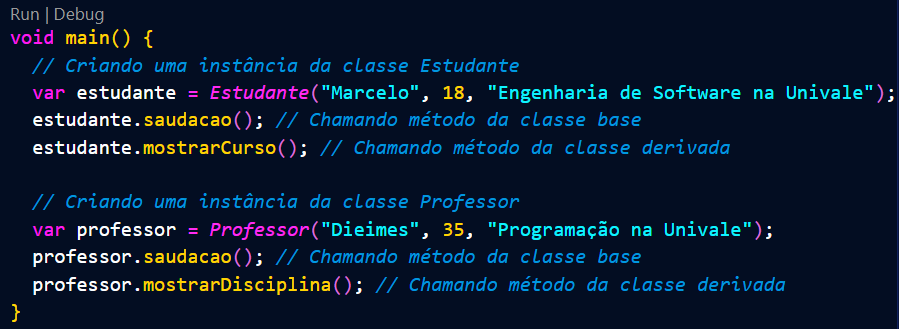 Run | Debug
void main() {
  // Criando uma instância da classe Estudante
  var estudante = Estudante("Marcelo", 18, "Engenharia de Software na Univale");
  estudante.saudacao(); // Chamando método da classe base
  estudante.mostrarCurso(); // Chamando método da classe derivada

  // Criando uma instância da classe Professor
  var professor = Professor("Dieimes", 35, "Programação na Univale");
  professor.saudacao(); // Chamando método da classe base
  professor.mostrarDisciplina(); // Chamando método da classe derivada
}